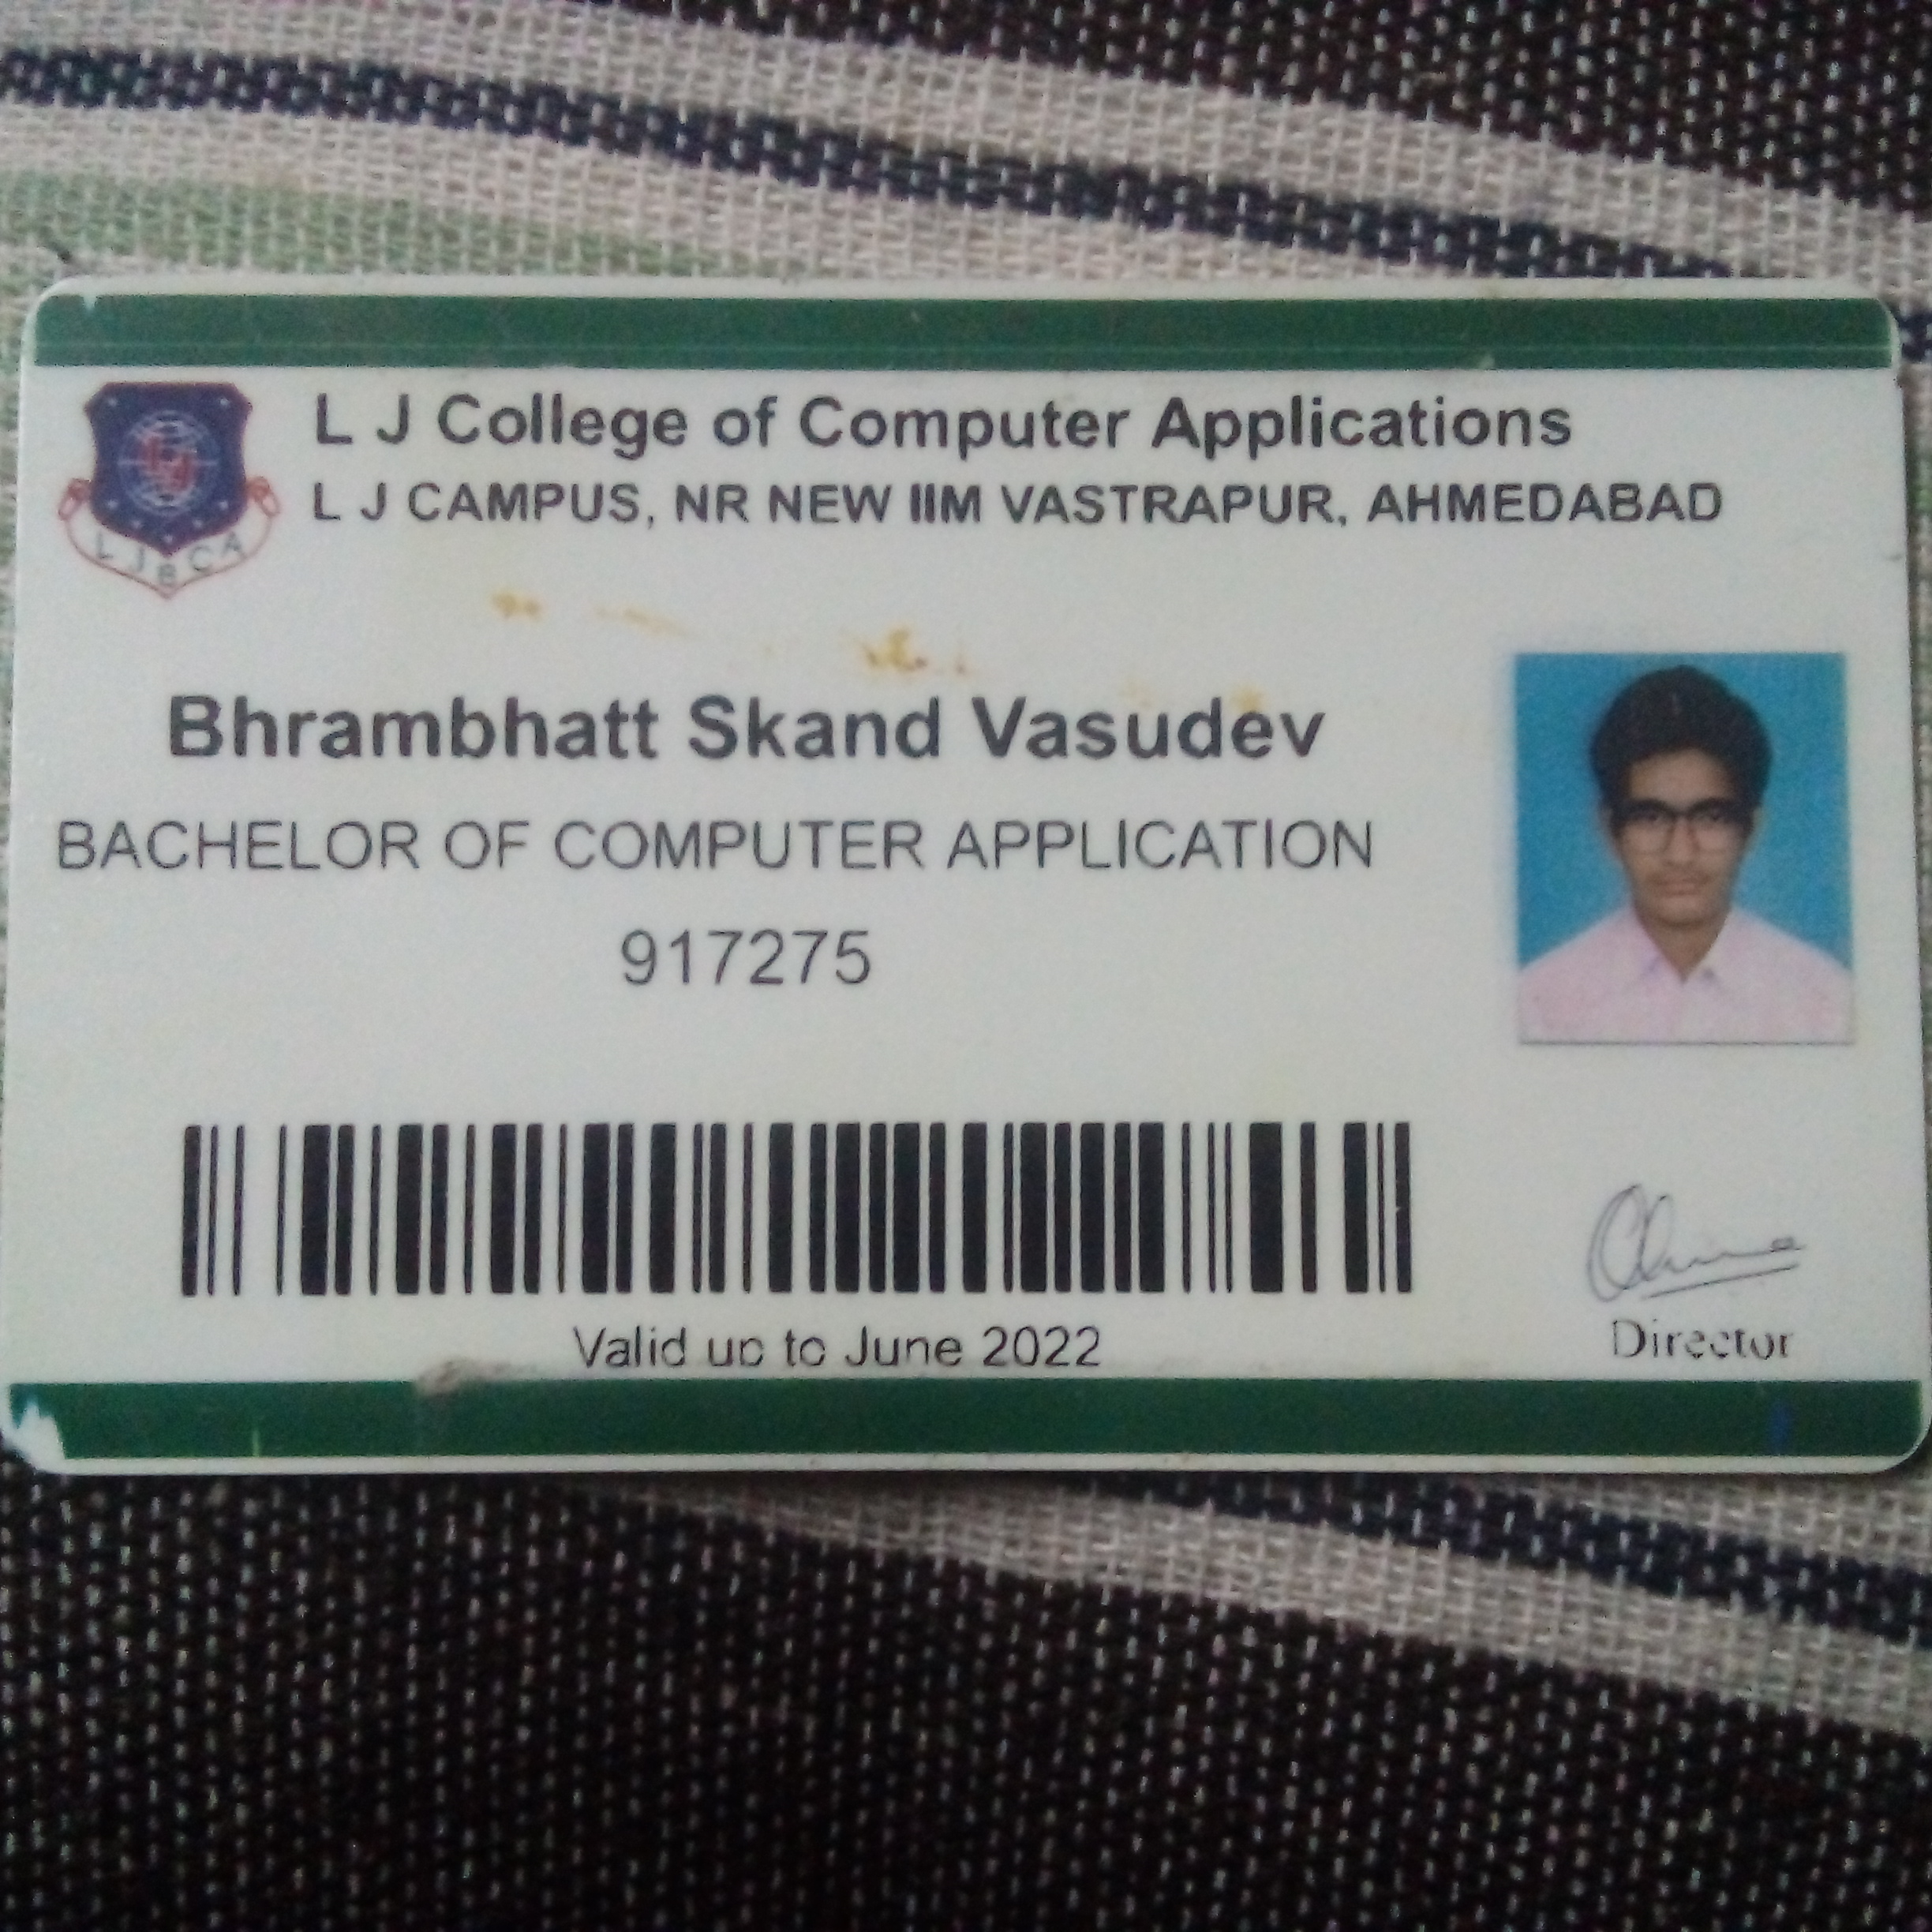 L J College of Computer Applications
L J CAMPUS, NR NEW IIM VASTRAPUR, AHMEDABAD
L J B C A
Bhrambhatt Skand Vasudev
BACHELOR OF COMPUTER APPLICATION
917275
Valid up to June 2022
Director